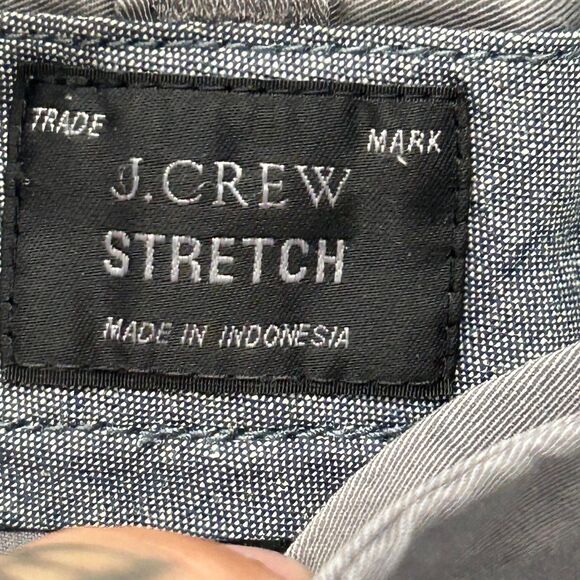 TRADE MARK
J.CREW
STRETCH
MADE IN INDONESIA